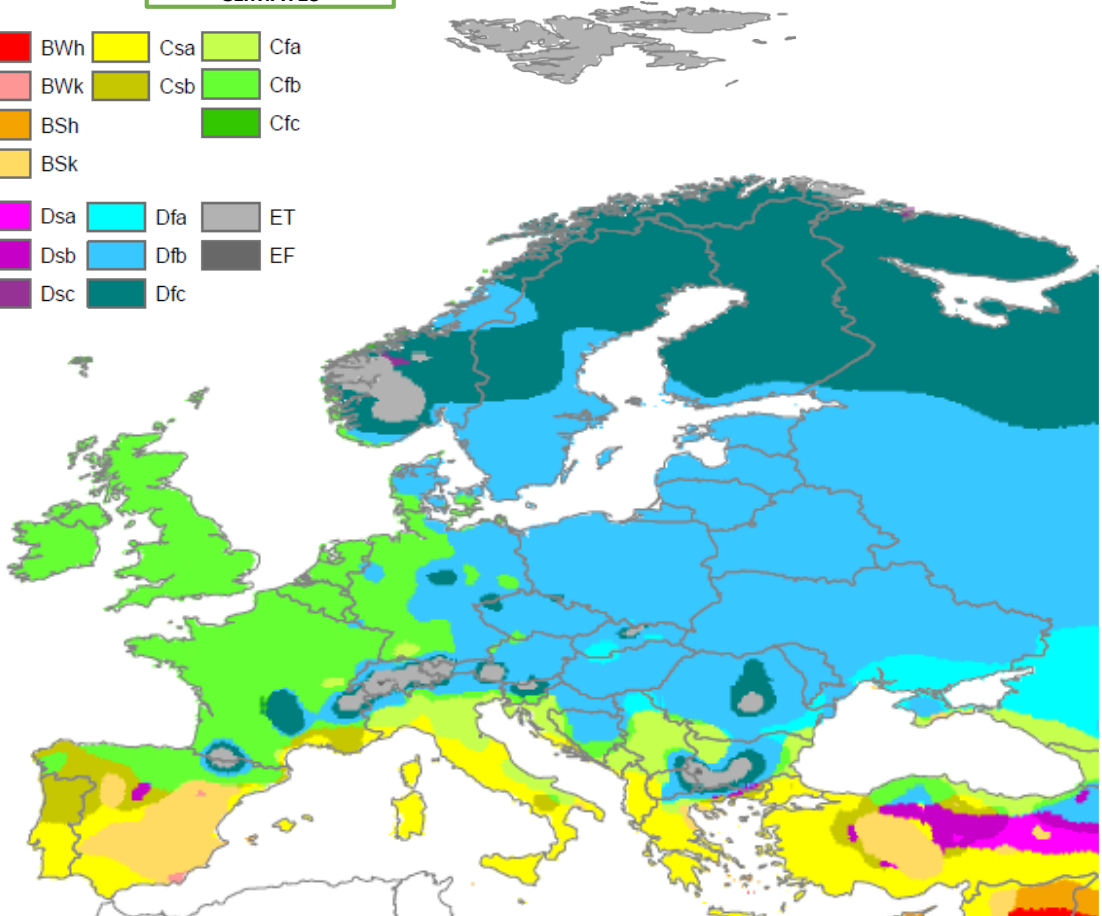 BWh Csa Cfa
BWk Csb Cfb
BSh Cfc
BSk
Dsa Dfa ET
Dsb Dfb EF
Dsc Dfc